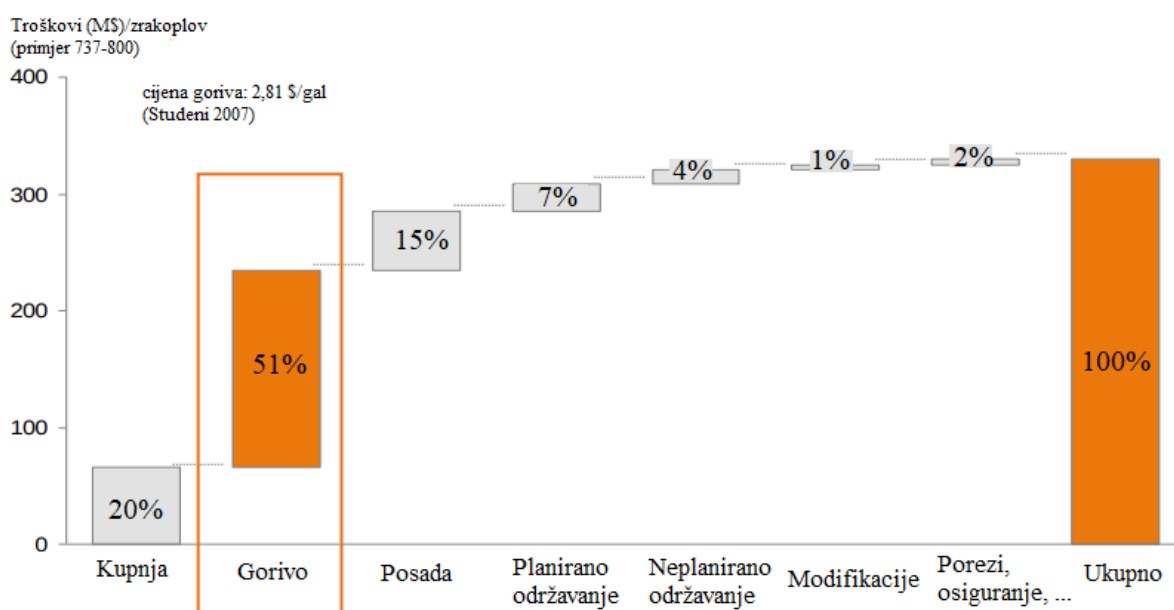 Troškovi (M$)/zrakoplov
(primjer 737-800)
400
cijena goriva: 2,81 $/gal
(Studeni 2007)
300
200
100
0
20%
51%
15%
7%
4%
1%
2%
100%
Kupnja
Gorivo
Posada
Planirano
održavanje
Neplanirano
održavanje
Modifikacije
Porezi,
osiguranje, ...
Ukupno